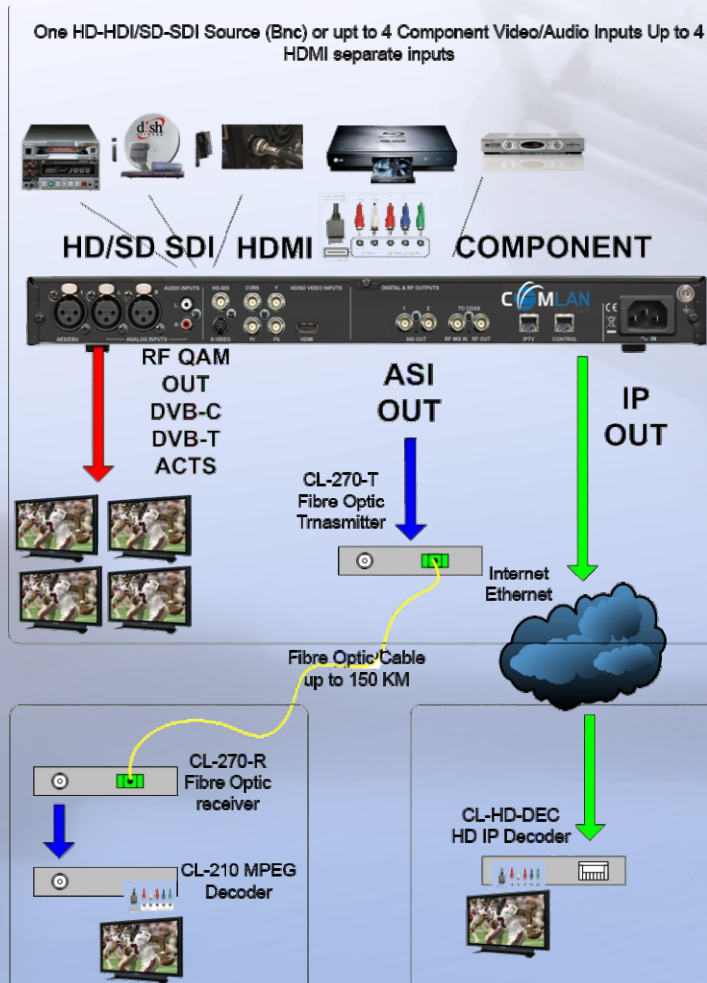 One HD-HDI/SD-SDI Source (Bnc) or upt to 4 Component Video/Audio Inputs Up to 4
HDMI separate inputs
dish
HD/SD SDI HDMI COMPONENT
AUDIO INPUTS HD-SDI CVBS Y HD/SD VIDEO INPUTS DIGITAL & RF OUTPUTS
COMLAN
L
R
1 2 TO COAX
CE
AES/EBU ANALOG INPUTS S-VIDEO Pr Pb HDMI ASI OUT RF MIX IN RF OUT IPTV CONTROL ~ IN
RF QAM
OUT
DVB-C
DVB-T
ACTS
ASI
OUT
IP
OUT
CL-270-T
Fibre Optic
Trnasmitter
Internet
Ethernet
Fibre Optic Cable
up to 150 KM
CL-270-R
Fibre Optic
receiver
CL-210 MPEG
Decoder
CL-HD-DEC
HD IP Decoder